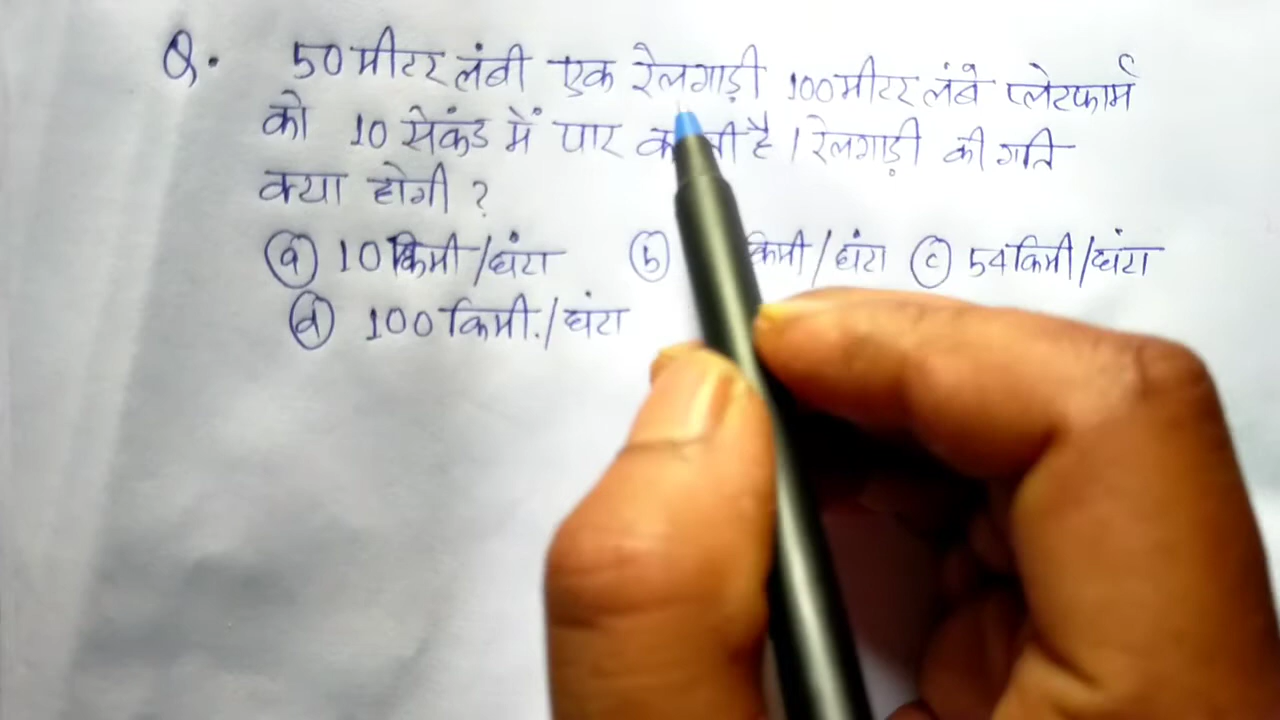 Q. 50 मीटर लंबी एक रेलगाड़ी 100 मीटर लंबे प्लेटफार्म
को 10 सेकंड में पार है । रेलगाड़ी की गति
क्या होगी ?
(a) 10 किमी/घंटा (b) किमी/घंटा (c) 54 किमी/घंटा
(d) 100 किमी./घंटा